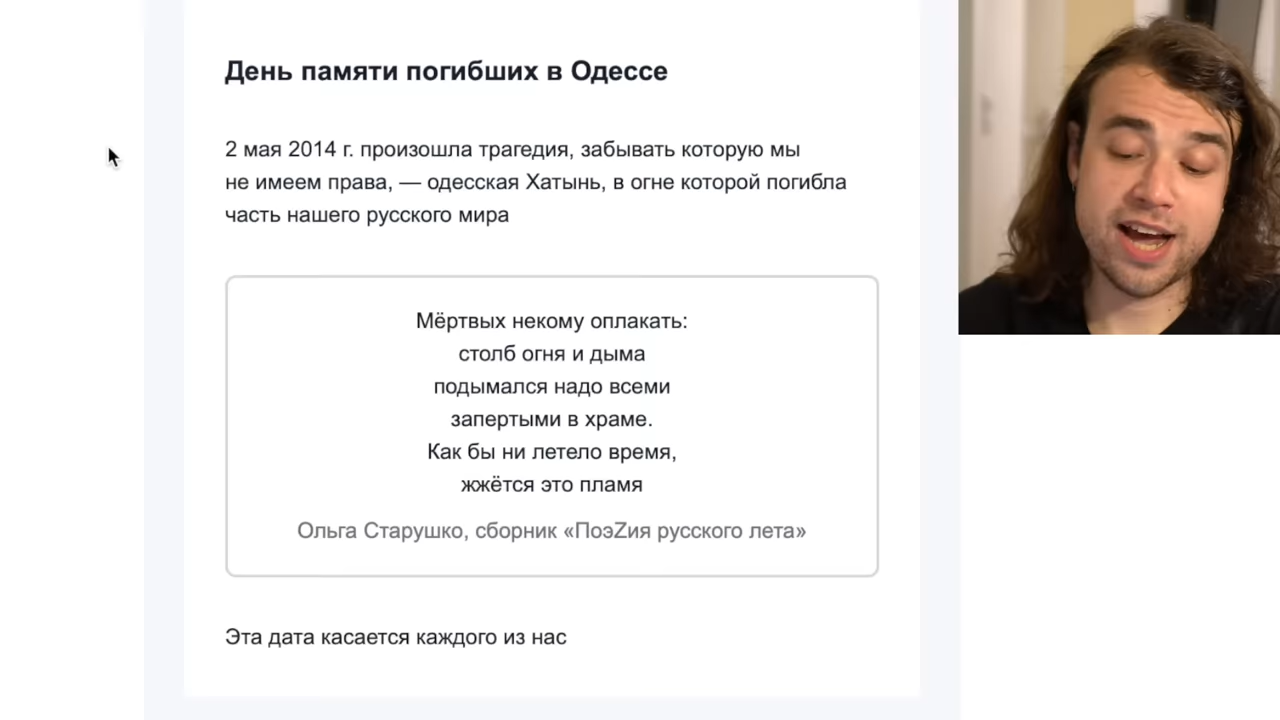 День памяти погибших в Одессе
2 мая 2014 г. произошла трагедия, забывать которую мы
не имеем права, — одесская Хатынь, в огне которой погибла
часть нашего русского мира
Мёртвых некому оплакать:
столб огня и дыма
подымался надо всеми
запертыми в храме.
Как бы ни летело время,
жжётся это пламя
Ольга Старушко, сборник «ПоэZия русского лета»
Эта дата касается каждого из нас